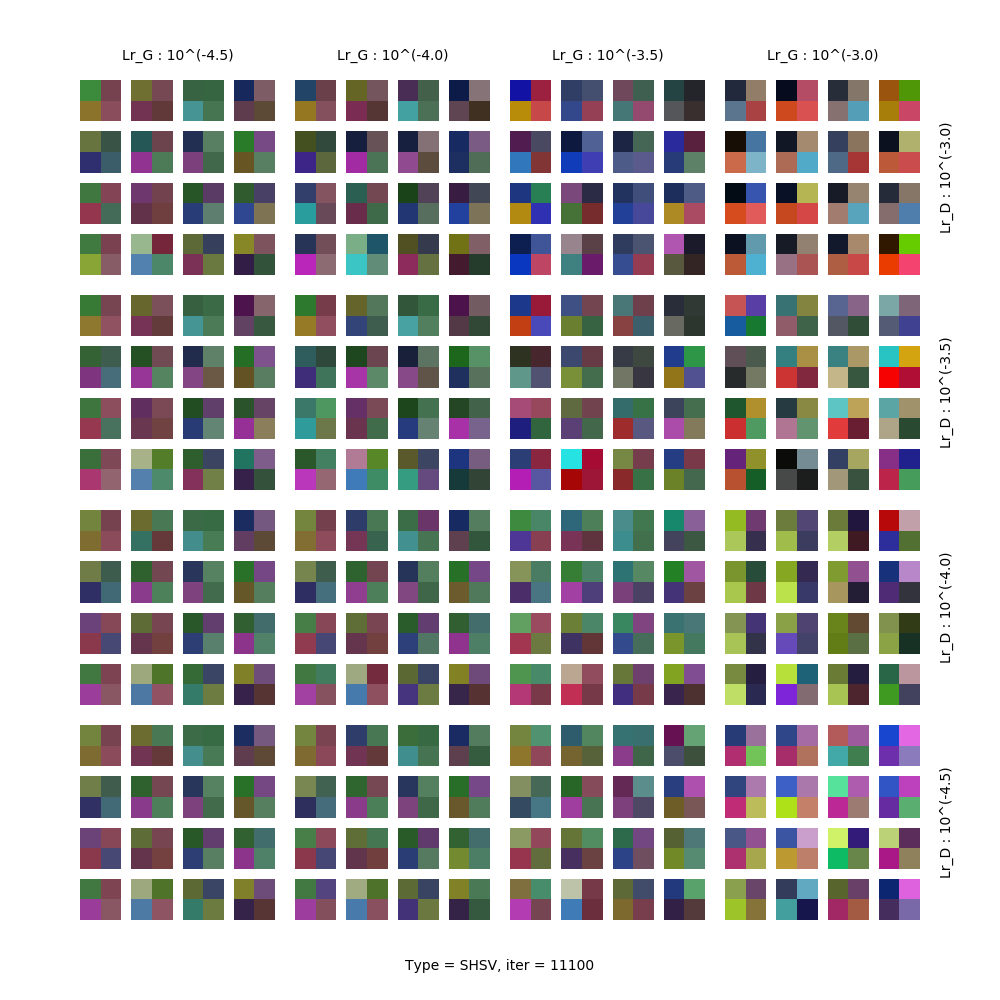 Lr_G : 10^(-4.5)
Lr_G : 10^(-4.0)
Lr_G : 10^(-3.5)
Lr_G : 10^(-3.0)
Lr_D : 10^(-3.0)
Lr_D : 10^(-3.5)
Lr_D : 10^(-4.0)
Lr_D : 10^(-4.5)
Type = SHSV, iter = 11100